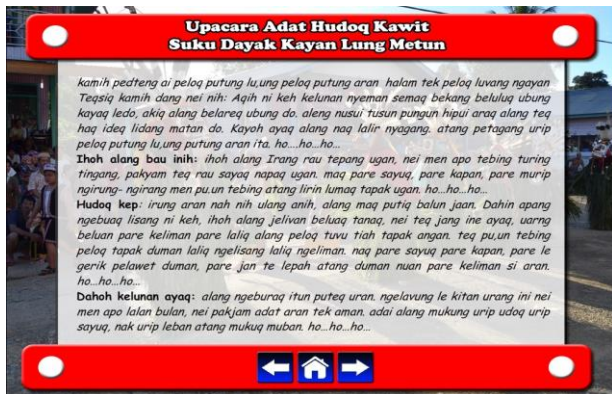 Upacara Adat Hudoq Kawit
Suku Dayak Kayan Lung Metun
kamih pedteng ai peloq putung lu,ung peloq putung aran halam tek peloq luvang ngayan
Teqsiq kamih dang nei nih: Aqih ni keh kelunan nyeman semaq bekang beluluq ubung
kayaq ledo, akiq alang belareq ubung do. aleng nusui tusun pungun hipui araq alang teq
haq ideq lidang matan do. Kayoh ayaq alang naq lalir nyagang. atang petagang urip
peloq putung lu,ung putung aran ita. ho....ho...ho...
Ihoh alang bau inih: ihoh alang Irang rau tepang ugan, nei men apo tebing turing
tingang, pakyam teq rau sayaq napaq ugan. maq pare sayuq, pare kapan, pare murip
ngirung- ngirang men pu.un tebing atang lirin lumaq tapak ugan. ho...ho...ho...
Hudoq kep: irung aran nah nih ulang anih, alang maq putiq balun jaan. Dahin apang
ngebuaq lisang ni keh, ihoh alang jelivan beluaq tanaq, nei teq jang ine ayaq, uarng
beluan pare keliman pare laliq alang peloq tuvu tiah tapak angan. teq pu,un tebing
peloq tapak duman laliq ngelisang laliq ngeliman. naq pare sayuq pare kapan, pare le
gerik pelawet duman, pare jan te lepah atang duman nuan pare keliman si aran.
ho...ho...ho...
Dahoh kelunan ayaq: alang ngeburaq itun puteq uran. ngelavung le kitan urang ini nei
men apo lalan bulan, nei pakjam adat aran tek aman. adai alang mukung urip udoq urip
sayuq, nak urip leban atang mukuq muban. ho...ho...ho...